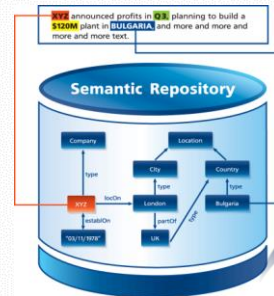 XYZ announced profits in Q3, planning to build a
$120M plant in BULGARIA, and more and more and
more and more text.
Semantic Repository
Company
Location
City
Country
type
type
type
XYZ
locOn
London
Bulgaria
establOn
partOf
type
"03/11/1978"
UK